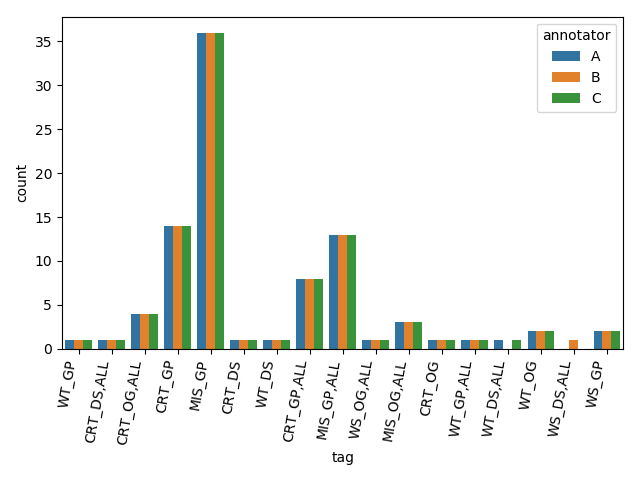 annotator
A
B
C
count
35
30
25
20
15
10
5
0
WT_GP
CRT_DS,ALL
CRT_OG,ALL
CRT_GP
MIS_GP
CRT_DS
WT_DS
CRT_GP,ALL
MIS_GP,ALL
WS_OG,ALL
MIS_OG,ALL
CRT_OG
WT_GP,ALL
WT_DS,ALL
WT_OG
WS_DS,ALL
WS_GP
tag